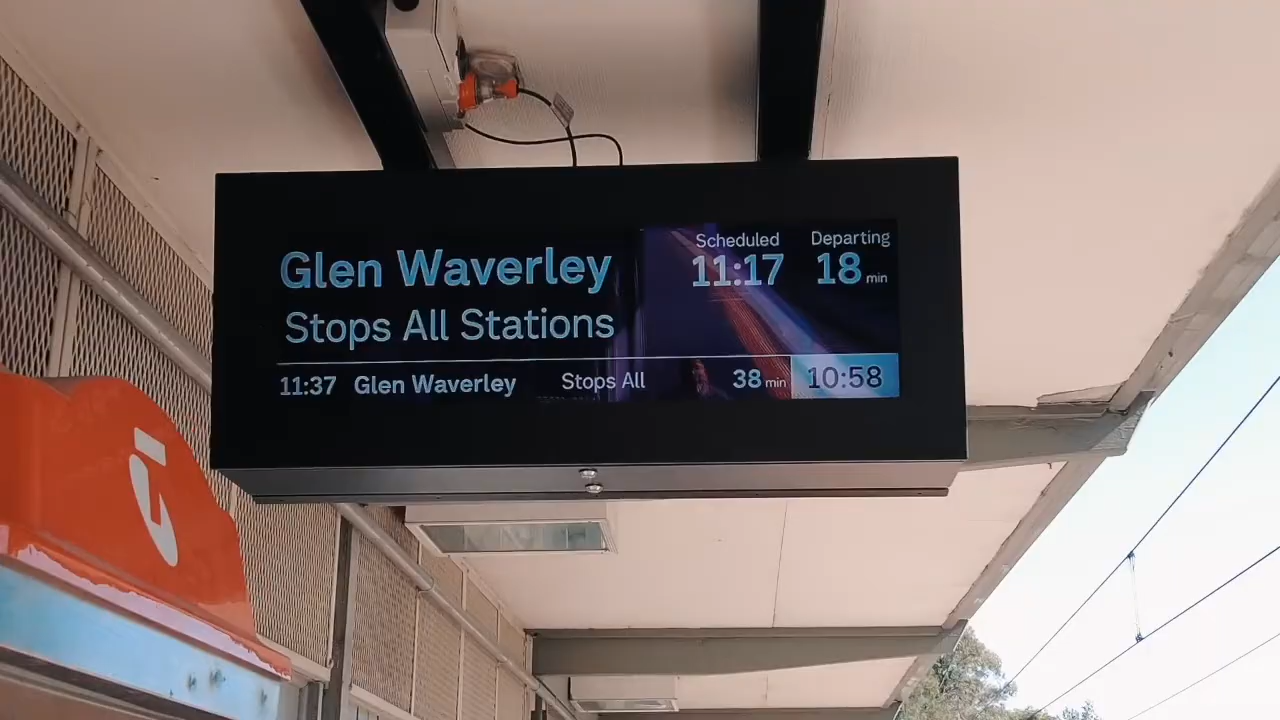 Scheduled Departing
Glen Waverley 11:17 18 min
Stops All Stations
11:37 Glen Waverley Stops All 38 min 10:58